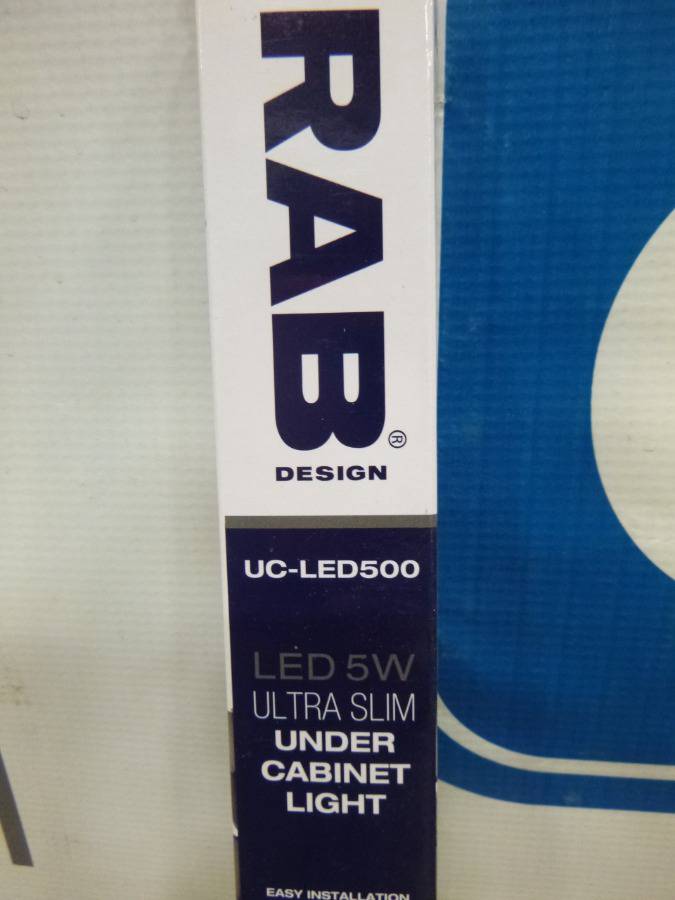 RAB®
DESIGN
UC-LED500
LED 5W
ULTRA SLIM
UNDER
CABINET
LIGHT
EASY INSTALLATION